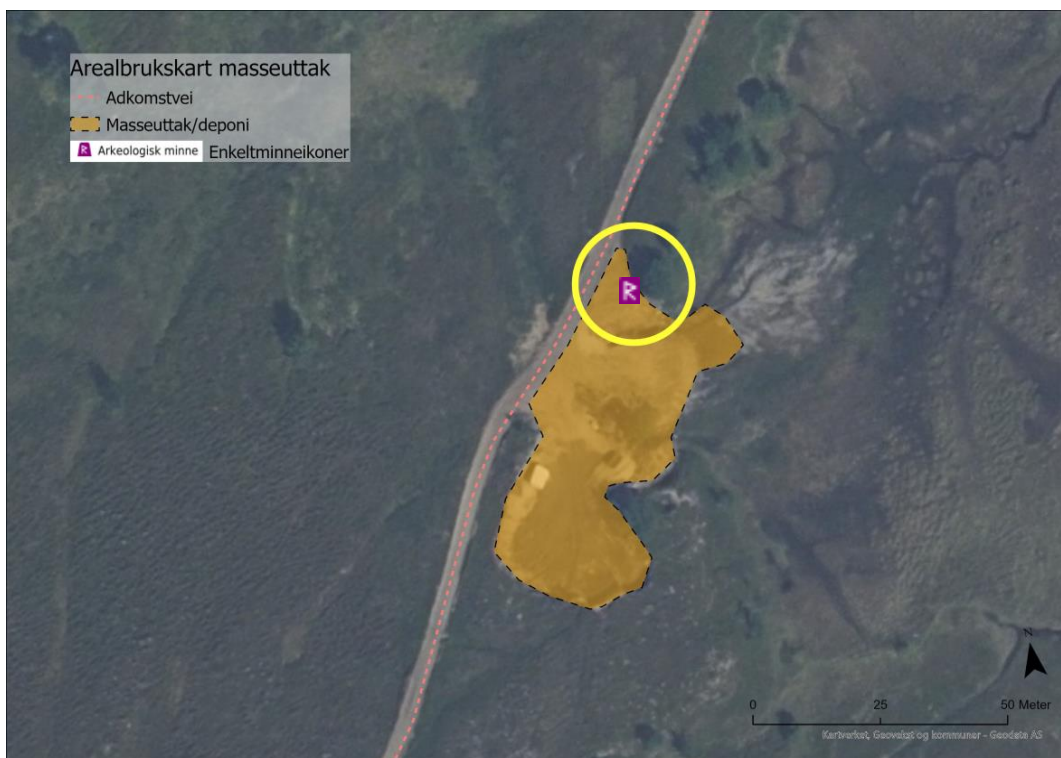 Arealbrukskart masseuttak
Adkomstvei
Masseuttak/deponi
R Arkeologisk minne Enkeltminneikoner
R
N
0 25 50 Meter
Kartverket, Geovekst og kommuner - Geodata AS